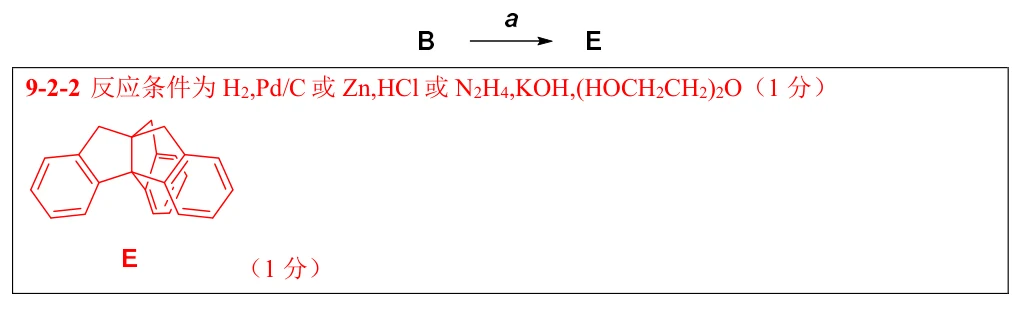 B a E
9-2-2 反应条件为 H₂,Pd/C 或 Zn,HCl 或 N₂H₄,KOH,(HOCH₂CH₂)₂O（1 分）
E （1 分）